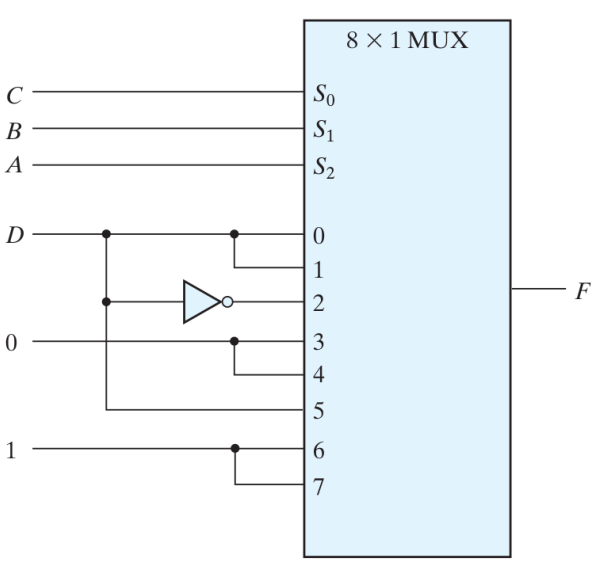 8 × 1 MUX
C S₀
B S₁
A S₂
D 0
1
2
F
0 3
4
5
1 6
7